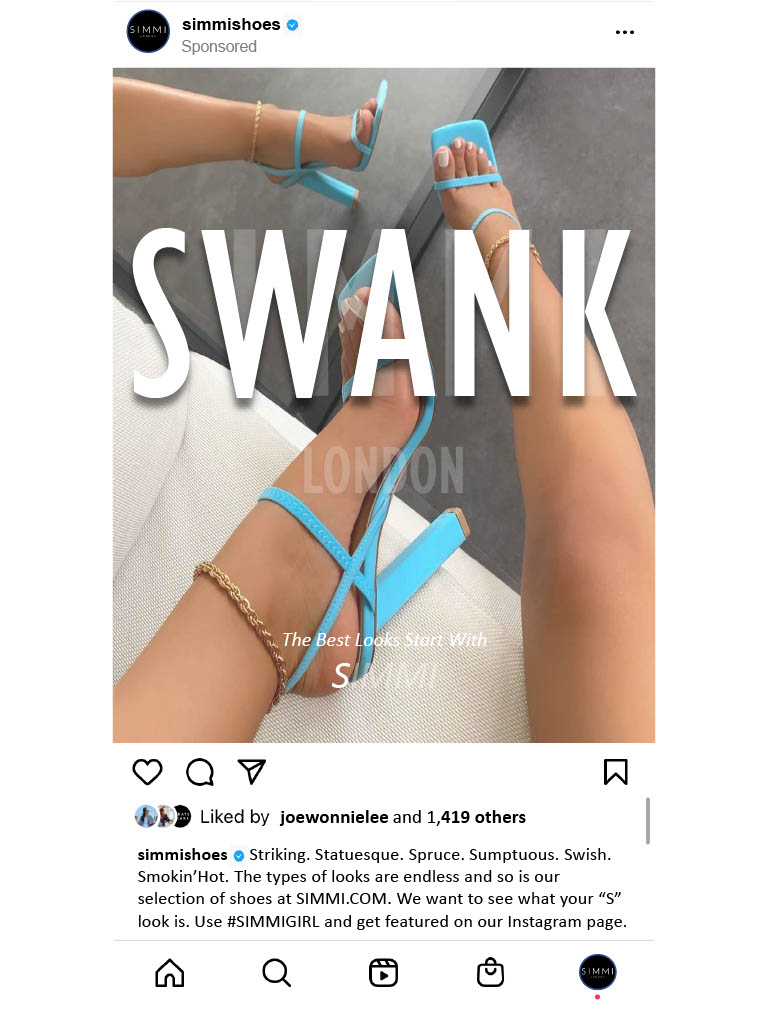 SIMMI
LONDON
simmishoes
Sponsored
SWANK
SIMMI
LONDON
The Best Looks Start With
SIMMI
Liked by joewonnielee and 1,419 others
simmishoes Striking. Statuesque. Spruce. Sumptuous. Swish.
Smokin’Hot. The types of looks are endless and so is our
selection of shoes at SIMMI.COM. We want to see what your “S”
look is. Use #SIMMIGIRL and get featured on our Instagram page.
SIMMI